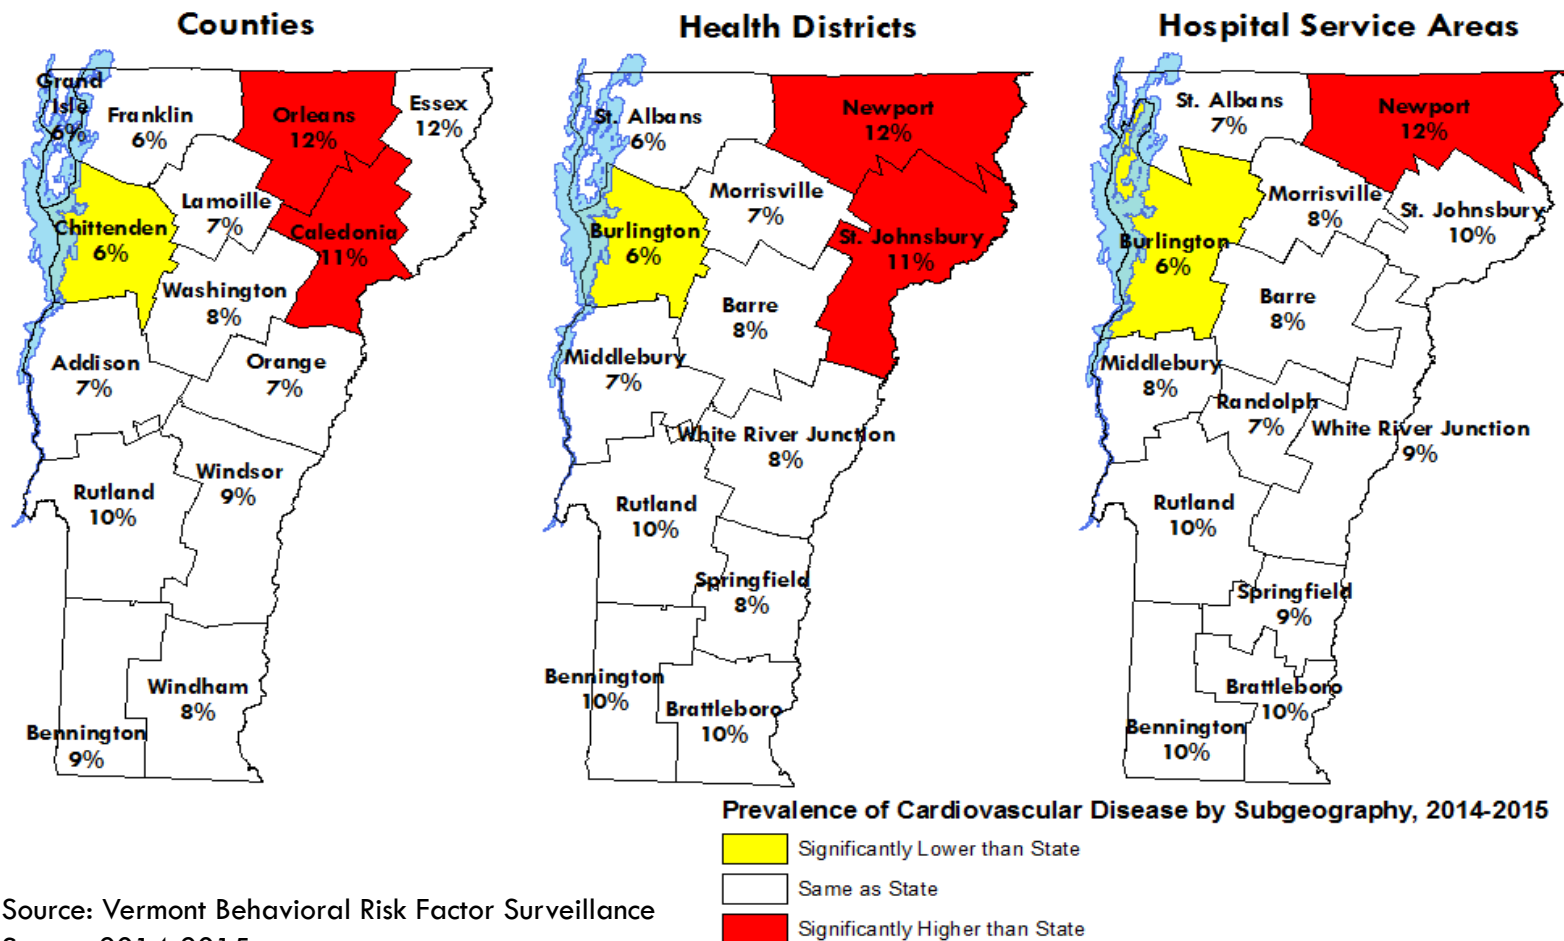 Counties
Grand
Isle
6%
Franklin
6%
Orleans
12%
Essex
12%
Lamoille
7%
Chittenden
6%
Caledonia
11%
Washington
8%
Addison
7%
Orange
7%
Windsor
9%
Rutland
10%
Windham
8%
Bennington
9%
Health Districts
St. Albans
6%
Newport
12%
Morrisville
7%
Burlington
6%
St. Johnsbury
11%
Barre
8%
Middlebury
7%
White River Junction
8%
Rutland
10%
Springfield
8%
Bennington
10%
Brattleboro
10%
Hospital Service Areas
St. Albans
7%
Newport
12%
Morrisville
8%
St. Johnsbury
10%
Burlington
6%
Barre
8%
Middlebury
8%
Randolph
7%
White River Junction
9%
Rutland
10%
Springfield
9%
Brattleboro
10%
Bennington
10%
Prevalence of Cardiovascular Disease by Subgeography, 2014-2015
Significantly Lower than State
Same as State
Significantly Higher than State
Source: Vermont Behavioral Risk Factor Surveillance